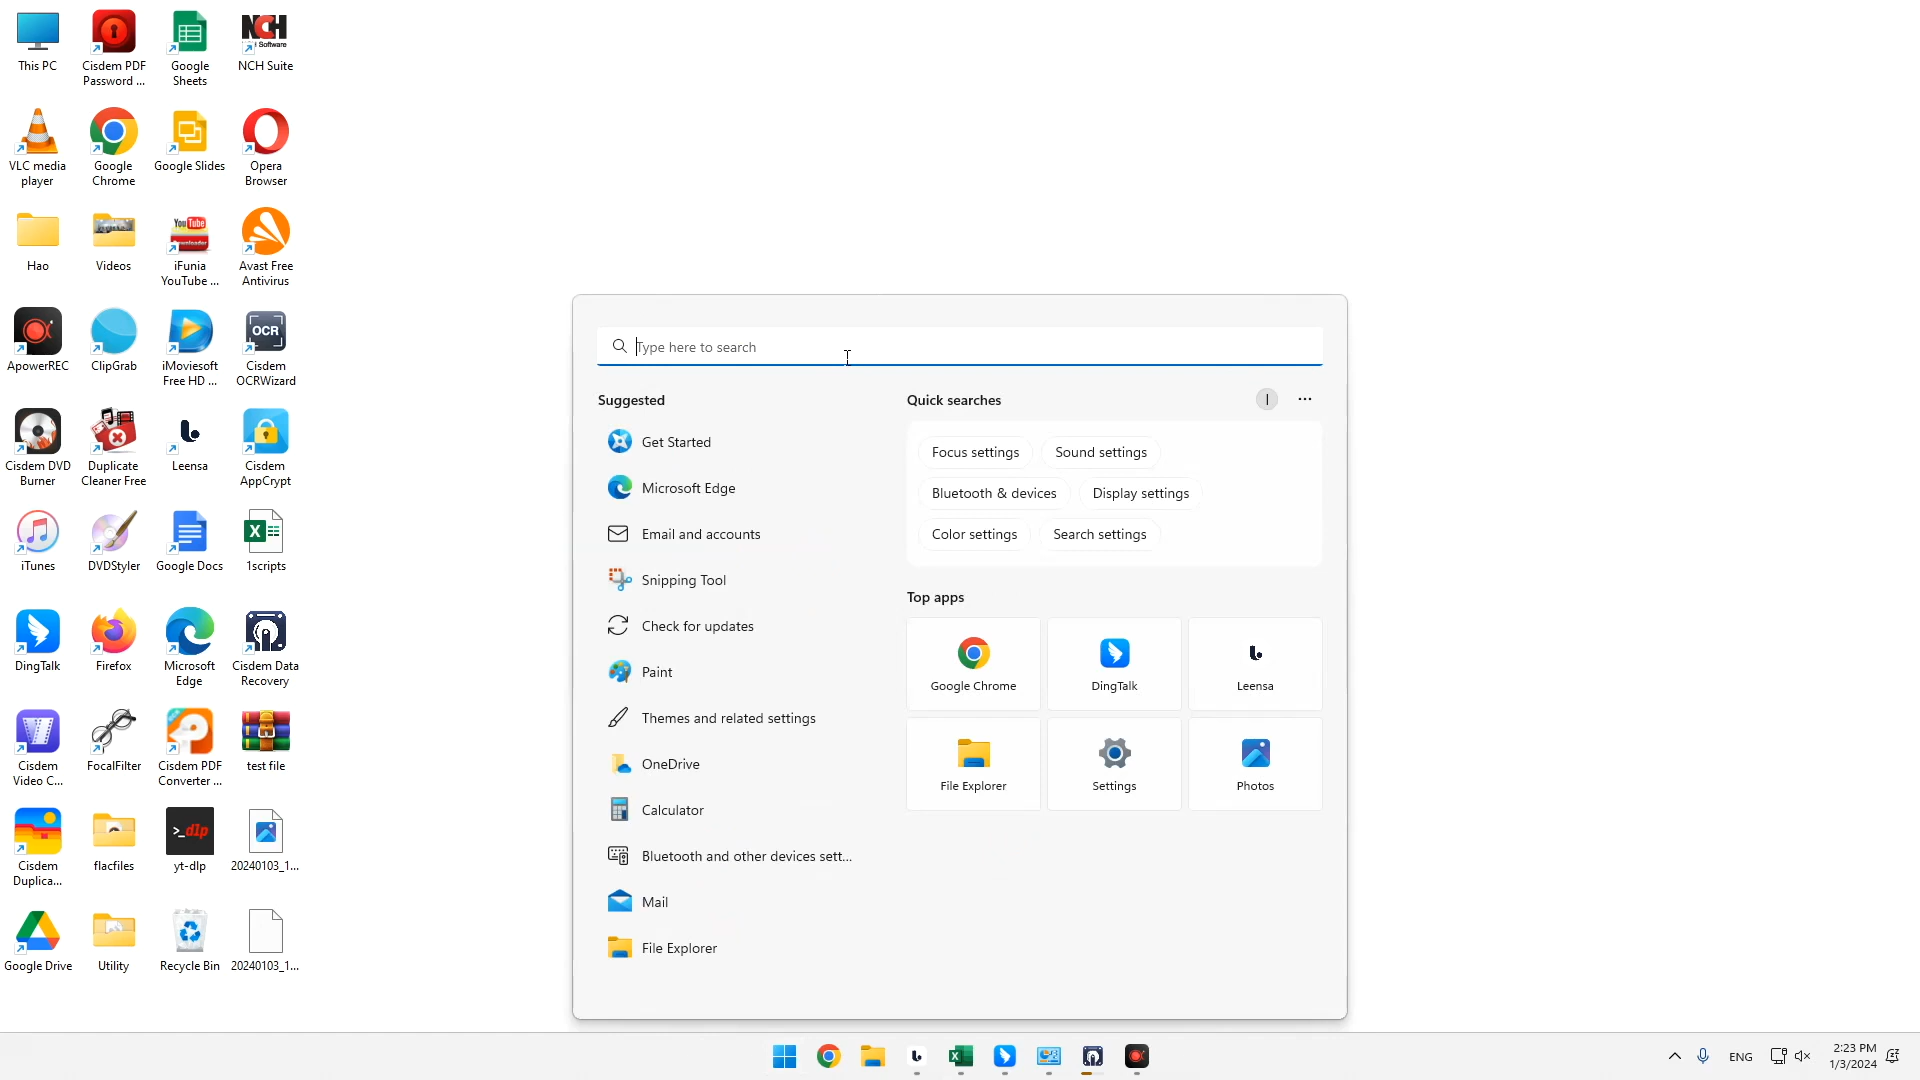 This PC
Cisdem PDF
Password ...
Google
Sheets
NCH
Software
NCH Suite
VLC media
player
Google
Chrome
Google Slides
Opera
Browser
Hao
Videos
You Tube
Downloader
iFunia
YouTube ...
Avast Free
Antivirus
ApowerREC
ClipGrab
iMoviesoft
Free HD ...
OCR
Cisdem
OCRWizard
Cisdem DVD
Burner
Duplicate
Cleaner Free
Leensa
Cisdem
AppCrypt
iTunes
DVDStyler
Google Docs
1scripts
DingTalk
Firefox
Microsoft
Edge
Cisdem Data
Recovery
Cisdem
Video C...
FocalFilter
Cisdem PDF
Converter ...
test file
Cisdem
Duplica...
flacfiles
>_dlp
yt-dlp
20240103_1...
Google Drive
Utility
Recycle Bin
20240103_1...
Type here to search
Suggested
Get Started
Microsoft Edge
Email and accounts
Snipping Tool
Check for updates
Paint
Themes and related settings
OneDrive
Calculator
Bluetooth and other devices sett...
Mail
File Explorer
Quick searches
I
Focus settings
Sound settings
Bluetooth & devices
Display settings
Color settings
Search settings
Top apps
Google Chrome
DingTalk
Leensa
File Explorer
Settings
Photos
ENG
2:23 PM
1/3/2024